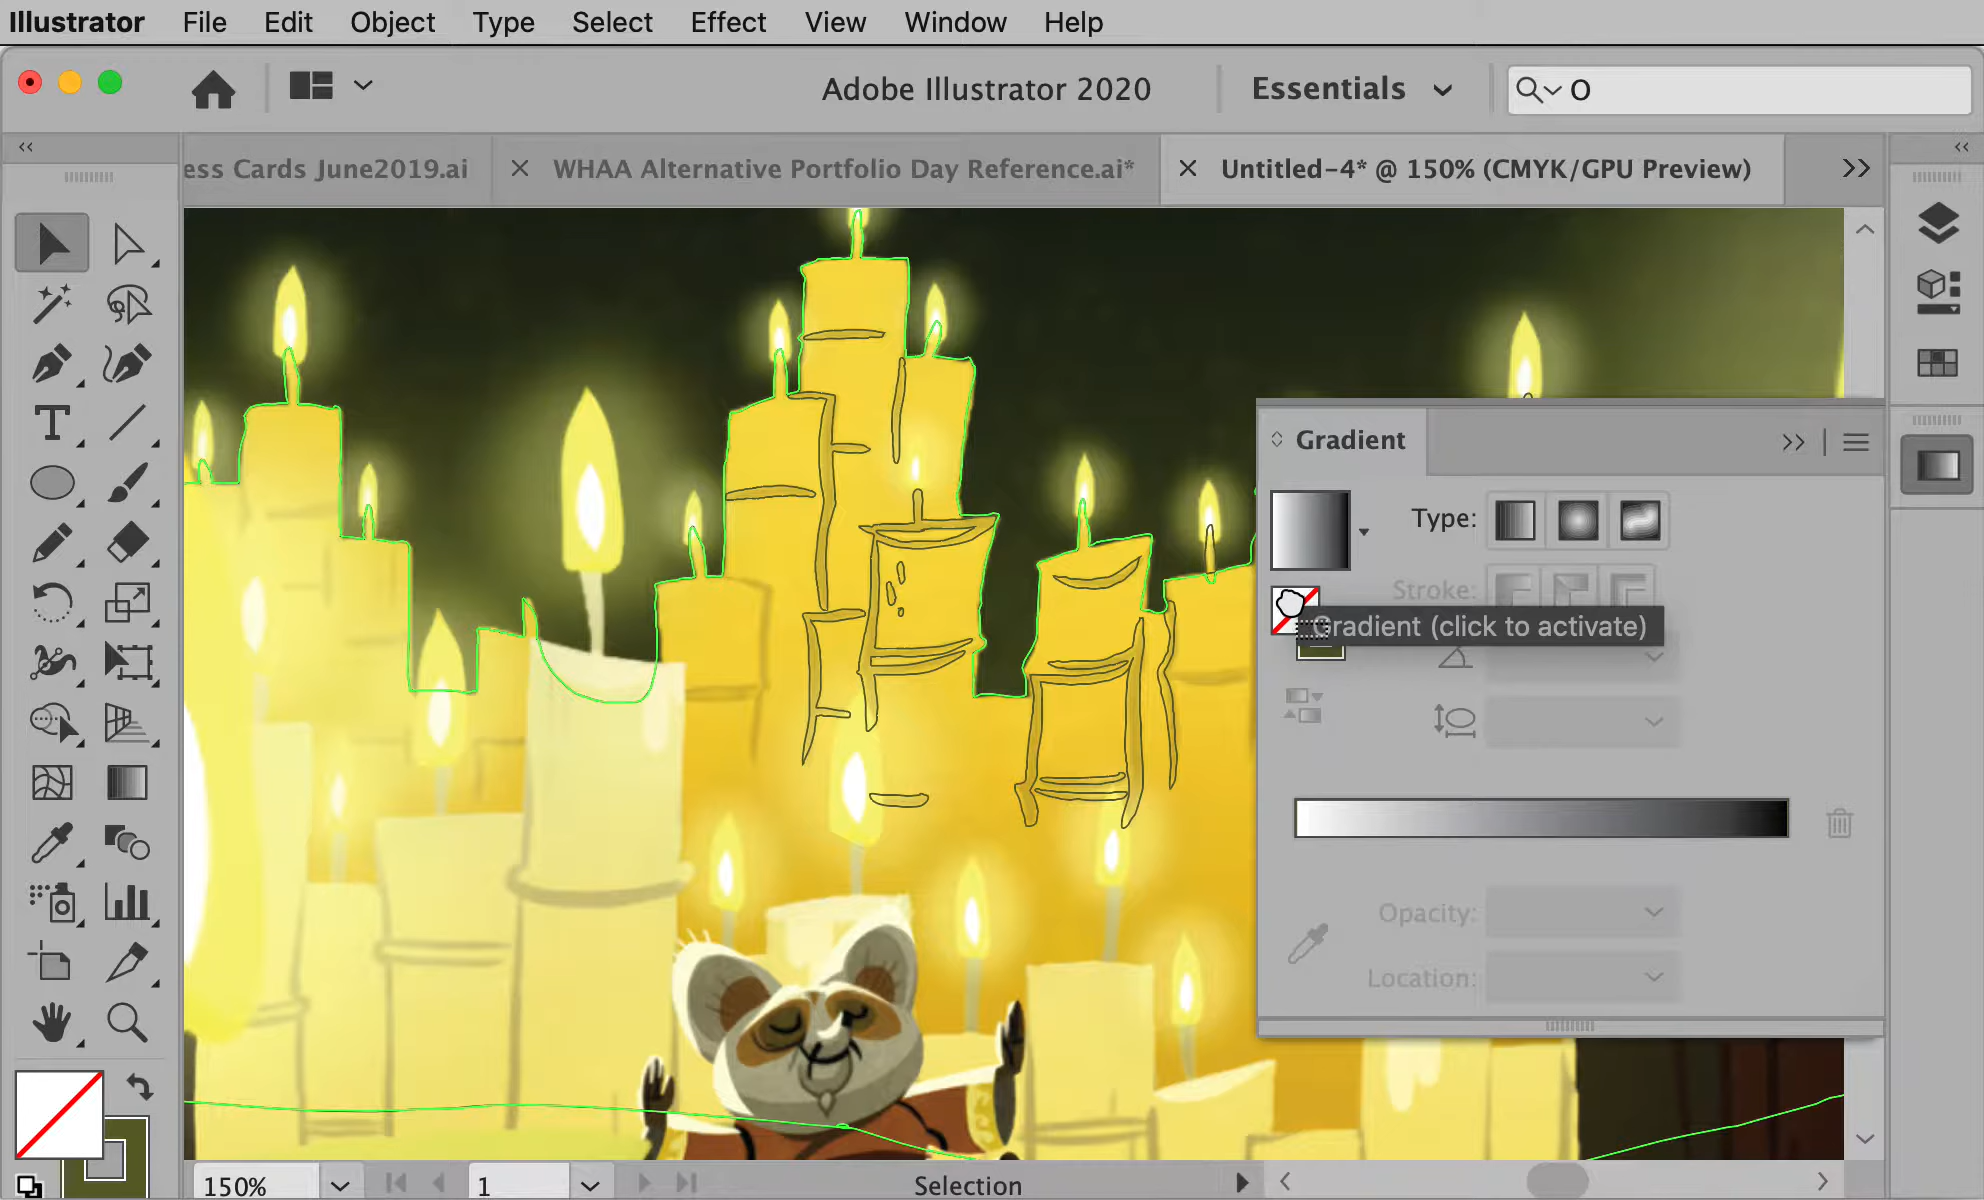 Illustrator File Edit Object Type Select Effect View Window Help
Adobe Illustrator 2020 Essentials O
ess Cards June2019.ai WHAA Alternative Portfolio Day Reference.ai* Untitled-4* @ 150% (CMYK/GPU Preview)
Gradient
Type:
Stroke:
Gradient (click to activate)
Opacity:
Location:
150% 1 Selection